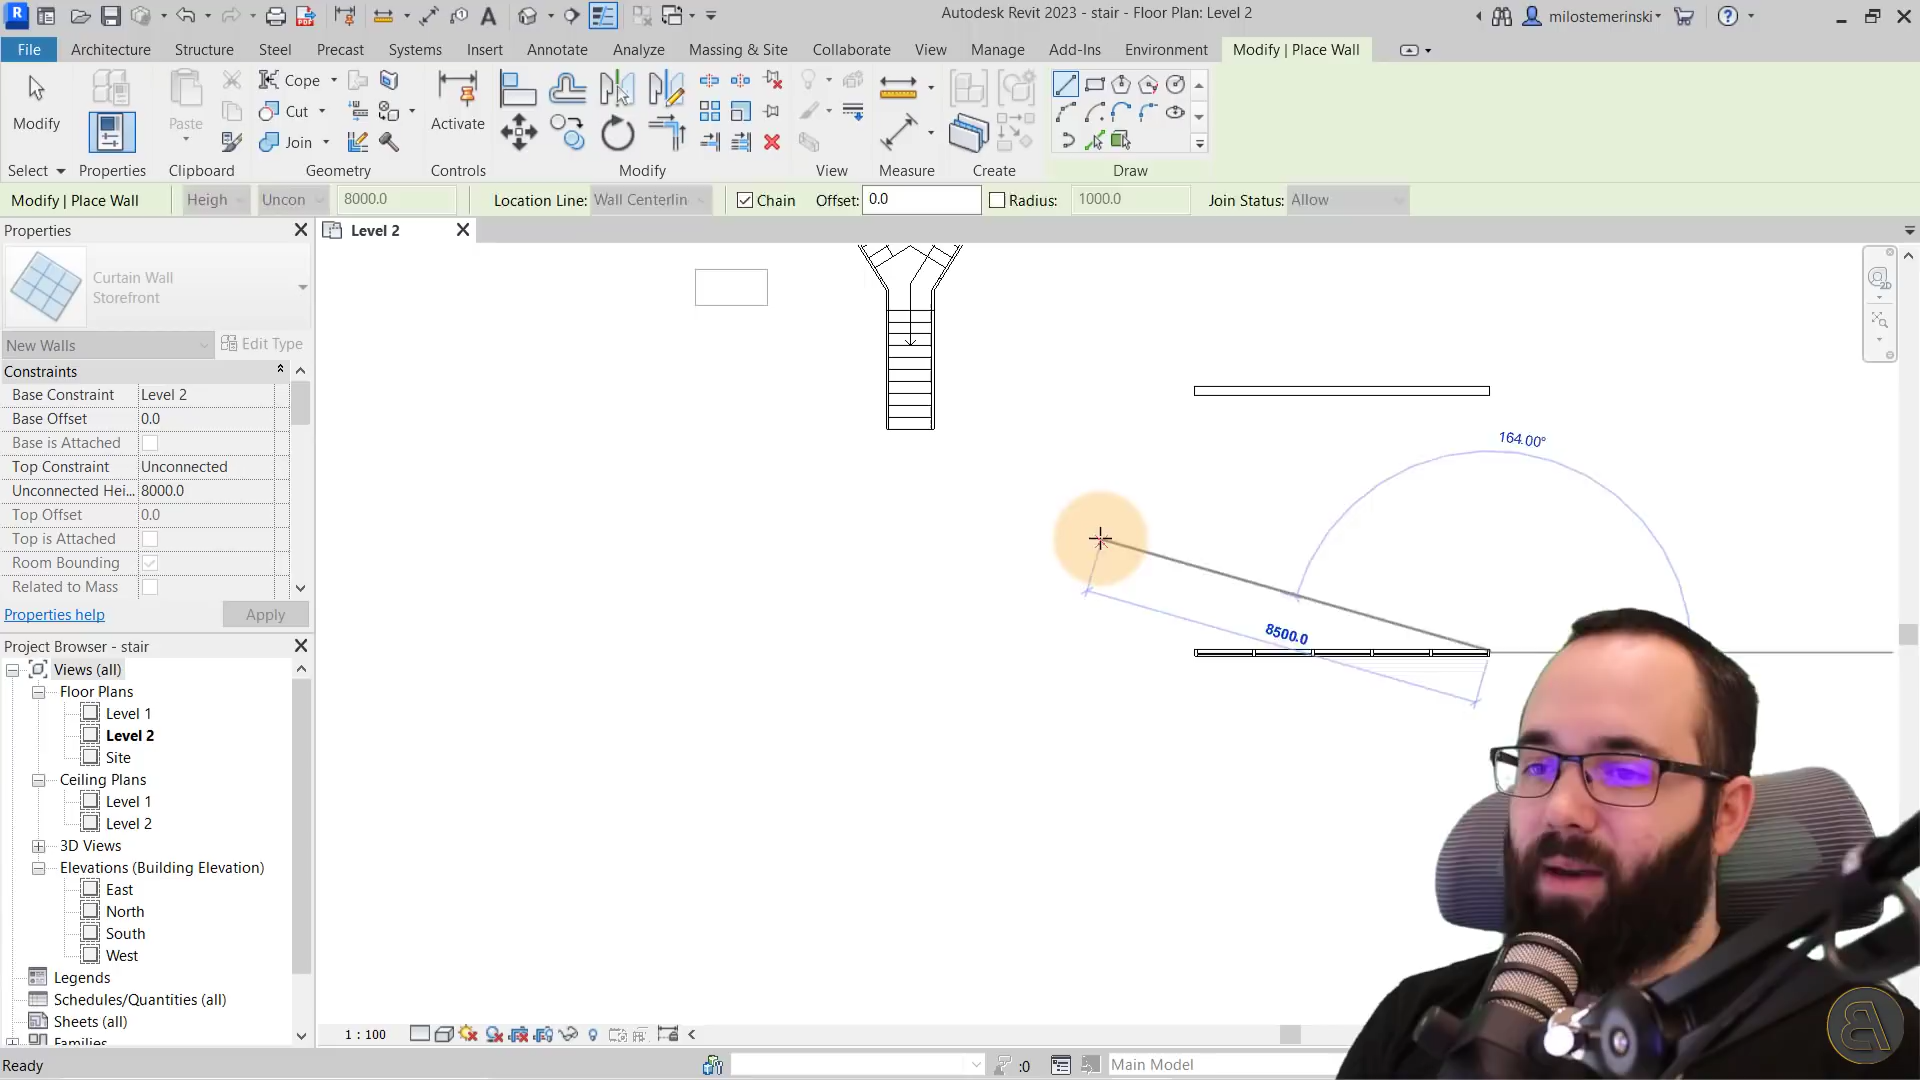 Autodesk Revit 2023 - stair - Floor Plan: Level 2
milostemerinski
File Architecture Structure Steel Precast Systems Insert Annotate Analyze Massing & Site Collaborate View Manage Add-Ins Environment Modify | Place Wall
Modify
Paste
Cope
Cut
Join
Activate
Select Properties Clipboard Geometry Controls Modify View Measure Create Draw
Modify | Place Wall Heigh Uncon 8000.0 Location Line: Wall Centerlin Chain Offset: 0.0 Radius: 1000.0 Join Status: Allow
Properties
Level 2
Curtain Wall
Storefront
New Walls
Edit Type
Constraints
Base Constraint Level 2
Base Offset 0.0
Base is Attached
Top Constraint Unconnected
Unconnected Hei... 8000.0
Top Offset 0.0
Top is Attached
Room Bounding
Related to Mass
Properties help
Apply
Project Browser - stair
Views (all)
Floor Plans
Level 1
Level 2
Site
Ceiling Plans
Level 1
Level 2
3D Views
Elevations (Building Elevation)
East
North
South
West
Legends
Schedules/Quantities (all)
Sheets (all)
Families
2D
164.00°
8500.0
1 : 100
Ready
:0
Main Model